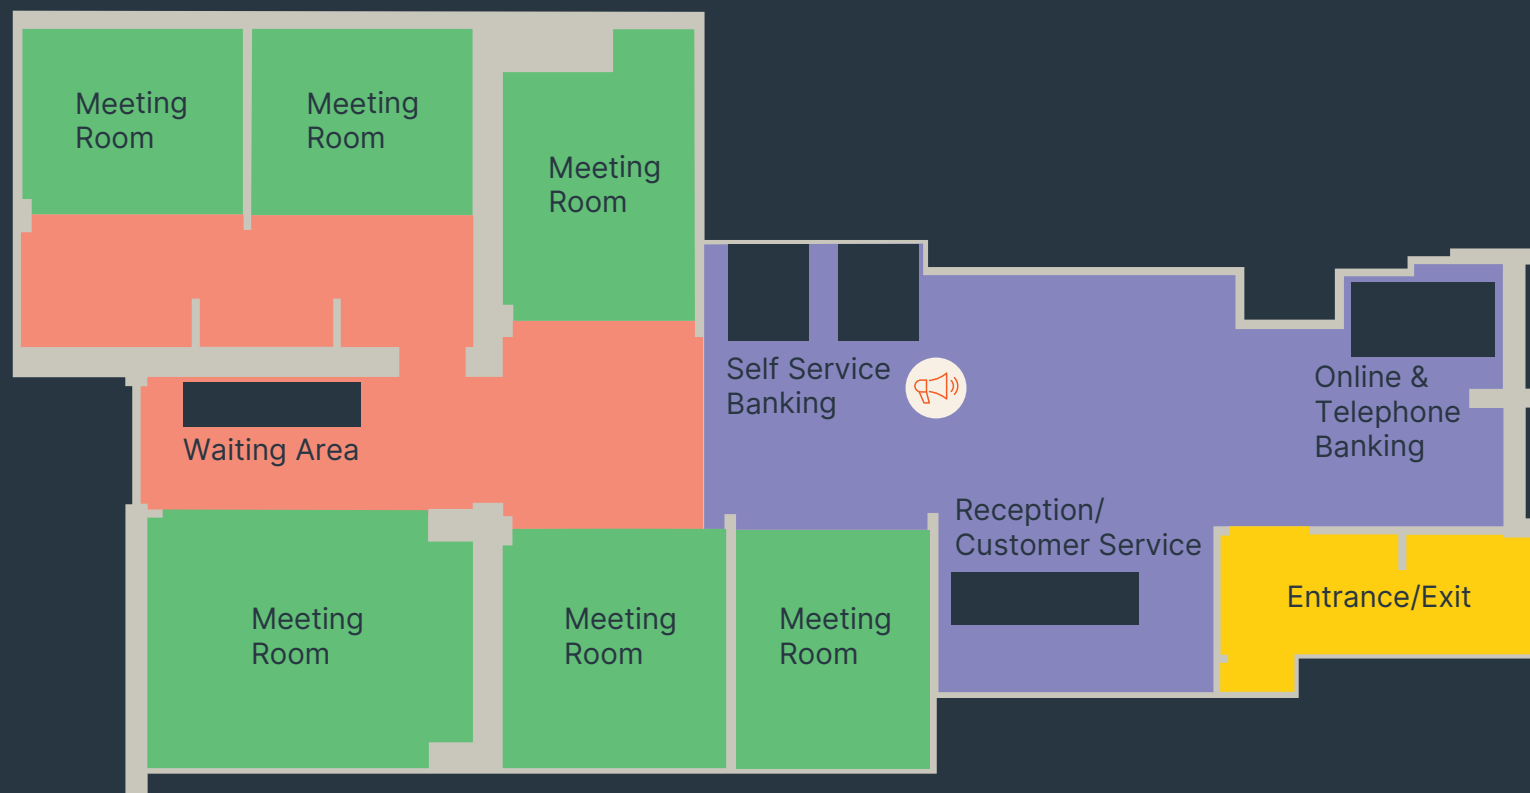 Meeting
Room
Meeting
Room
Meeting
Room
Self Service
Banking
Online &
Telephone
Banking
Waiting Area
Reception/
Customer Service
Entrance/Exit
Meeting
Room
Meeting
Room
Meeting
Room